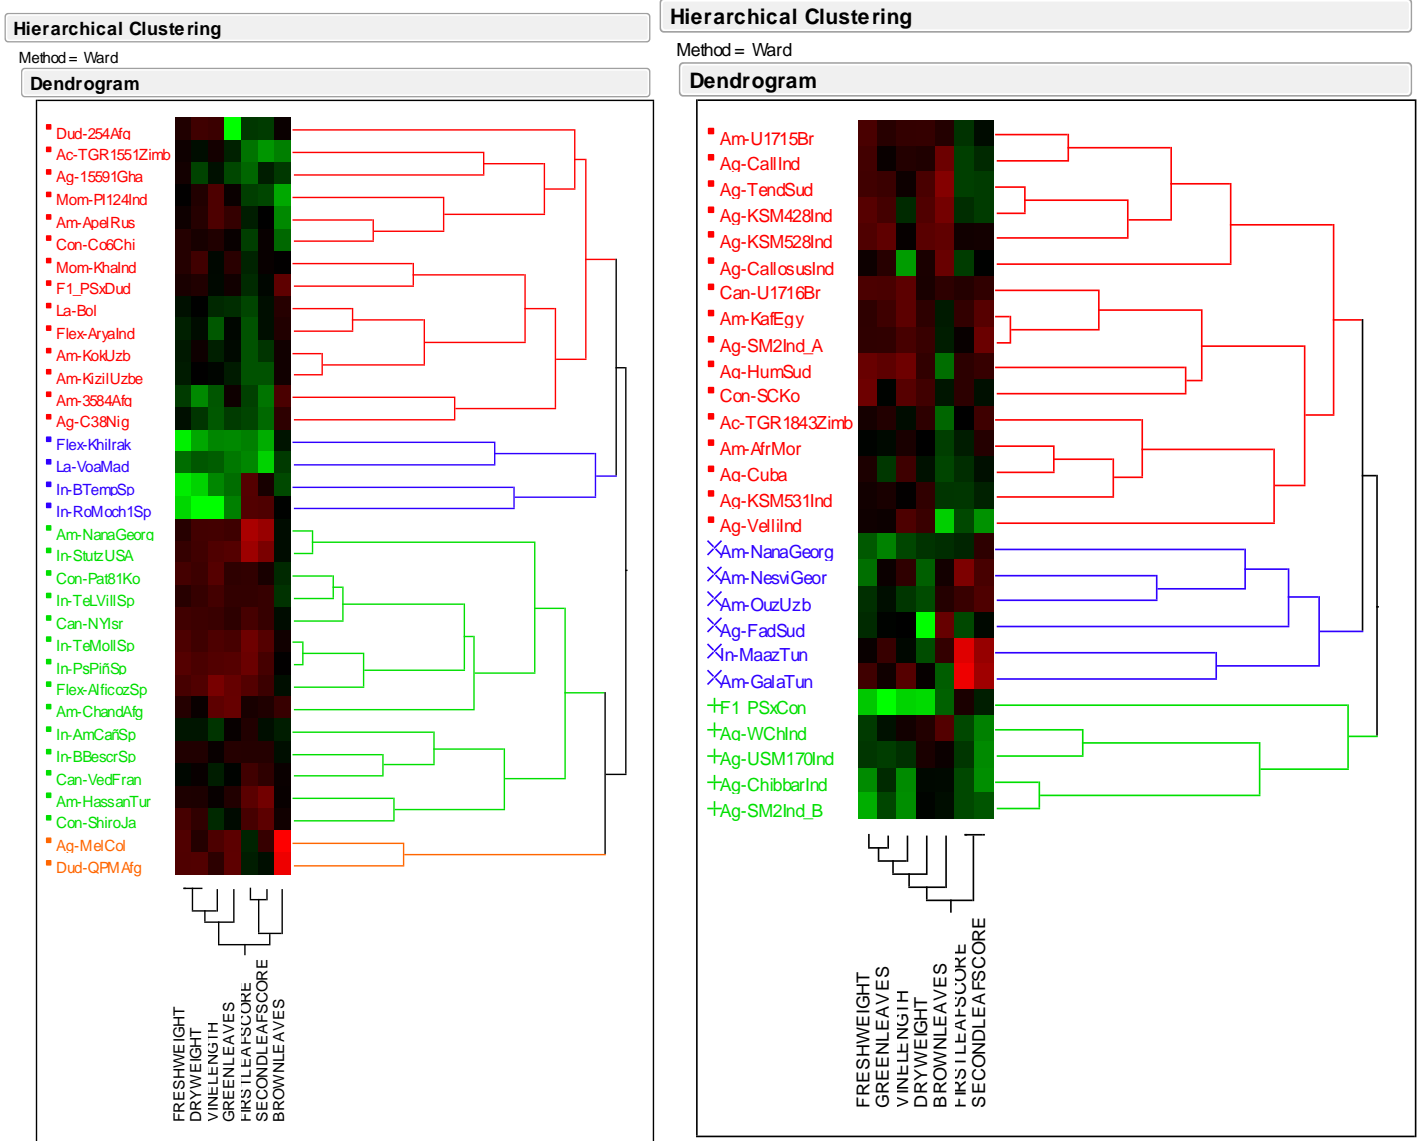 Hierarchical Clustering
Method = Ward
Dendrogram
Dud-254Afg
Ac-TGR1551Zimb
Ag-15591Gha
Mom-PI124Ind
Am-ApelRus
Con-Co6Chi
Mom-KhaInd
F1_PSxDud
La-Bol
Flex-AryaInd
Am-KokUzb
Am-KizilUzbe
Am-3584Afg
Ag-C38Nig
Flex-KhiIrak
La-VoaMad
In-BTempSp
In-RoMoch1Sp
Am-NanaGeorg
In-StutzUSA
Con-Pat81Ko
In-TeLVillSp
Can-NYIsr
In-TeMollSp
In-PsPiñSp
Flex-AlficozSp
Am-ChandAfg
In-AmCañSp
In-BBescrSp
Can-VedFran
Am-HassanTur
Con-ShiroJa
Ag-MelCol
Dud-QPMAfg
FRESHWEIGHT
DRYWEIGHT
VINELENGTH
GREENLEAVES
FIRSTLEAFSCORE
SECONDLEAFSCORE
BROWNLEAVES
Hierarchical Clustering
Method = Ward
Dendrogram
Am-U1715Br
Ag-CallInd
Ag-TendSud
Ag-KSM428Ind
Ag-KSM528Ind
Ag-CallosusInd
Can-U1716Br
Am-KafEgy
Ag-SM2Ind_A
Ag-HumSud
Con-SCKo
Ac-TGR1843Zimb
Am-AfrMor
Ag-Cuba
Ag-KSM531Ind
Ag-VelliInd
Am-NanaGeorg
Am-NesviGeor
Am-OuzUzb
Ag-FadSud
In-MaazTun
Am-GalaTun
F1_PSxCon
Ag-WChInd
Ag-USM170Ind
Ag-ChibbarInd
Ag-SM2Ind_B
FRESHWEIGHT
GREENLEAVES
VINELENGTH
DRYWEIGHT
BROWNLEAVES
FIRSTLEAFSCORE
SECONDLEAFSCORE